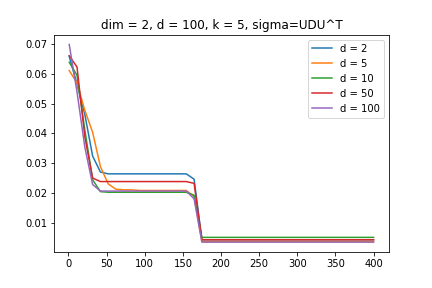 dim = 2, d = 100, k = 5, sigma=UDU^T
0.07
0.06
0.05
0.04
0.03
0.02
0.01
d = 2
d = 5
d = 10
d = 50
d = 100
0 50 100 150 200 250 300 350 400